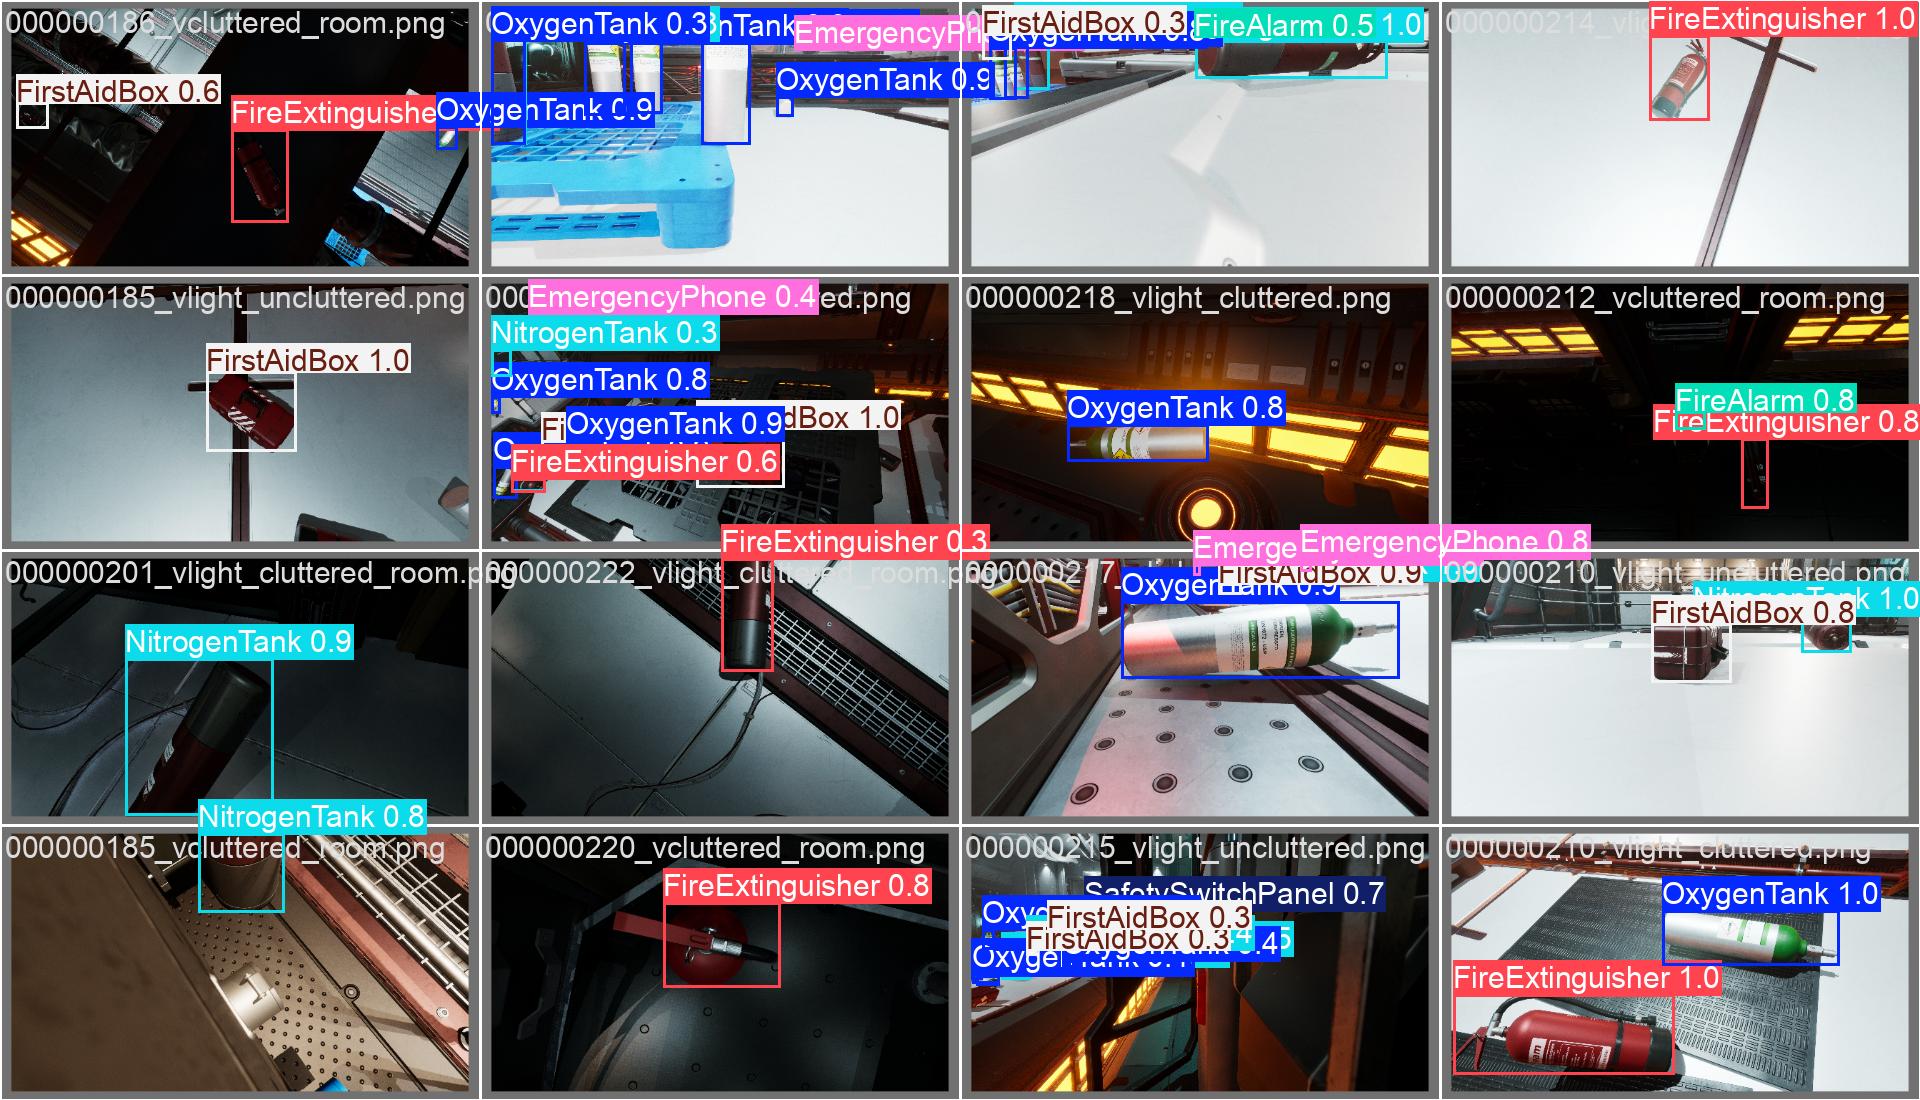 000000186_vcluttered_room.png
FirstAidBox 0.6
FireExtinguishe
OxygenTank 0.9
OxygenTank 0.3
nTank
EmergencyPh
OxygenTank 0.9
FirstAidBox 0.3
OxygenTank 0.8
FireAlarm 0.5
1.0
000000214_vlig
FireExtinguisher 1.0
000000185_vlight_uncluttered.png
FirstAidBox 1.0
000
EmergencyPhone 0.4
ed.png
NitrogenTank 0.3
OxygenTank 0.8
dBox 1.0
Fi
OxygenTank 0.9
FireExtinguisher 0.6
000000218_vlight_cluttered.png
OxygenTank 0.8
000000212_vcluttered_room.png
FireAlarm 0.8
FireExtinguisher 0.8
000000201_vlight_cluttered_room.png
NitrogenTank 0.9
000000222_vlight_cluttered_room.png
FireExtinguisher 0.3
000000217_
Emerge
EmergencyPhone 0.8
FirstAidBox 0.9
OxygenTank 0.9
000000210_vlight_uncluttered.png
NitrogenTank 1.0
FirstAidBox 0.8
000000185_vcluttered_room.png
NitrogenTank 0.8
000000220_vcluttered_room.png
FireExtinguisher 0.8
000000215_vlight_uncluttered.png
SafetySwitchPanel 0.7
Oxyg
FirstAidBox 0.3
FirstAidBox 0.3
Oxyge
000000210_vlight_cluttered.png
OxygenTank 1.0
FireExtinguisher 1.0